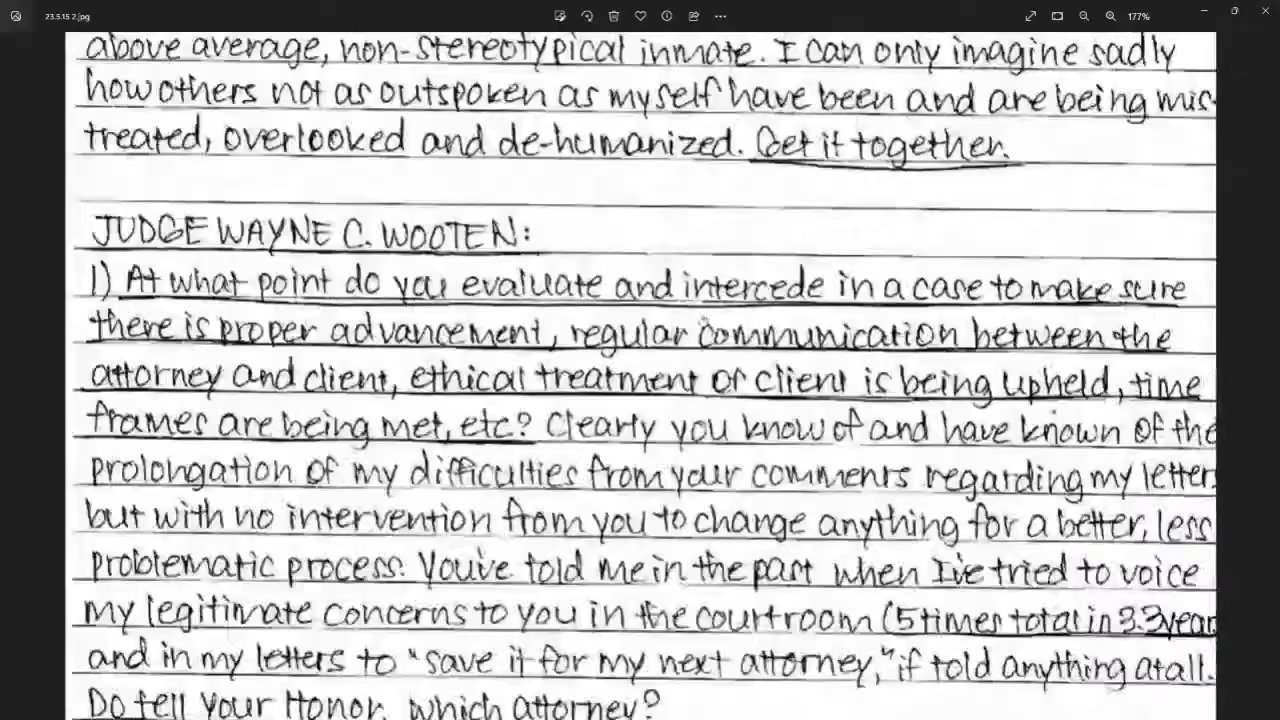 23.5.15 2.jpg
177%
above average, non-stereotypical inmate. I can only imagine sadly
how others not as outspoken as myself have been and are being mis-
treated, overlooked and de-humanized. Get it together.
JUDGE WAYNE C. WOOTEN:
1) At what point do you evaluate and intercede in a case to make sure
there is proper advancement, regular communication between the
attorney and client, ethical treatment of client is being upheld, time
frames are being met, etc? Clearly you know of and have known of the
prolongation of my difficulties from your comments regarding my letters
but with no intervention from you to change anything for a better, less
problematic process. You've told me in the past when I've tried to voice
my legitimate concerns to you in the courtroom (5 times total in 3.3 year
and in my letters to "save it for my next attorney," if told anything at all.
Do tell your Honor, which attorney?